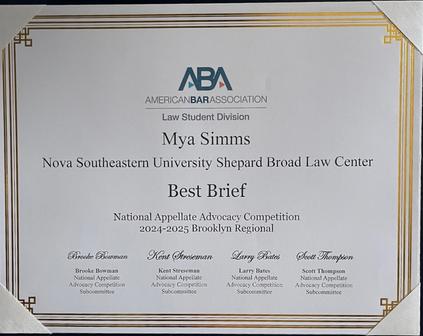 ABA
AMERICANBARASSOCIATION
Law Student Division
Mya Simms
Nova Southeastern University Shepard Broad Law Center
Best Brief
National Appellate Advocacy Competition
2024-2025 Brooklyn Regional
Brooke Bowman Kent Streseman Larry Bates Scott Thompson
Brooke Bowman Kent Streseman Larry Bates Scott Thompson
National Appellate National Appellate National Appellate National Appellate
Advocacy Competition Advocacy Competition Advocacy Competition Advocacy Competition
Subcommittee Subcommittee Subcommittee Subcommittee